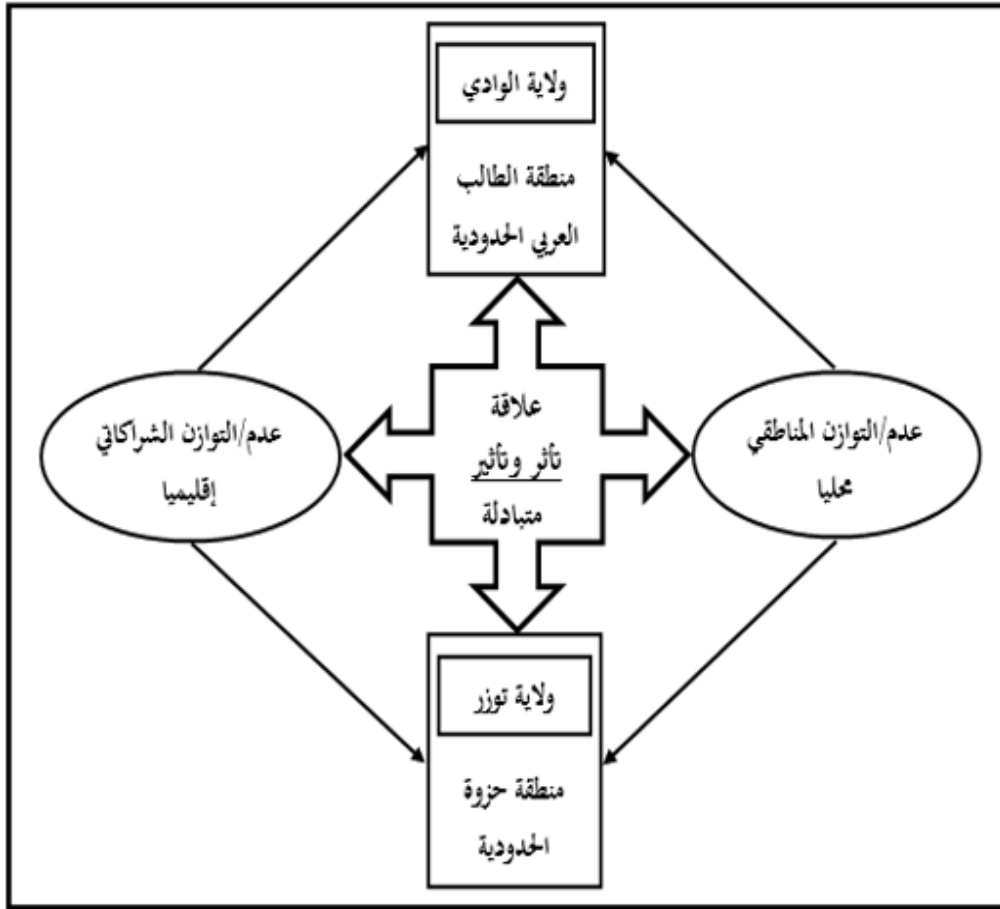 ولاية الوادي
منطقة الطالب
العربي الحدودية
عدم/التوازن المناطقي
محليا
علاقة
تأثر وتأثير
متبادلة
عدم/التوازن الشراكاتي
إقليميا
ولاية توزر
منطقة حزوة
الحدودية